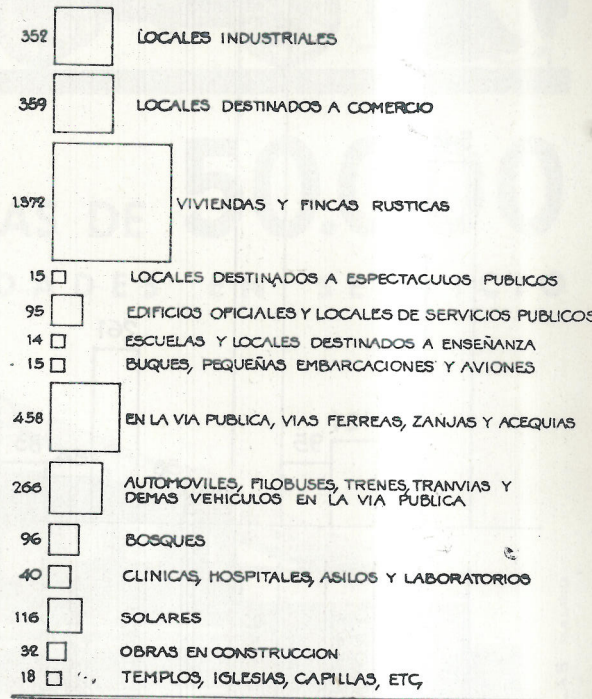 352 LOCALES INDUSTRIALES
359 LOCALES DESTINADOS A COMERCIO
1.372 VIVIENDAS Y FINCAS RUSTICAS
15 LOCALES DESTINADOS A ESPECTACULOS PUBLICOS
95 EDIFICIOS OFICIALES Y LOCALES DE SERVICIOS PUBLICOS
14 ESCUELAS Y LOCALES DESTINADOS A ENSEÑANZA
15 BUQUES, PEQUEÑAS EMBARCACIONES Y AVIONES
458 EN LA VIA PUBLICA, VIAS FERREAS, ZANJAS Y ACEQUIAS
266 AUTOMOVILES, FILOBUSES, TRENES, TRANVIAS Y
DEMAS VEHICULOS EN LA VIA PUBLICA
96 BOSQUES
40 CLINICAS, HOSPITALES, ASILOS Y LABORATORIOS
116 SOLARES
32 OBRAS EN CONSTRUCCION
18 TEMPLOS, IGLESIAS, CAPILLAS, ETC,